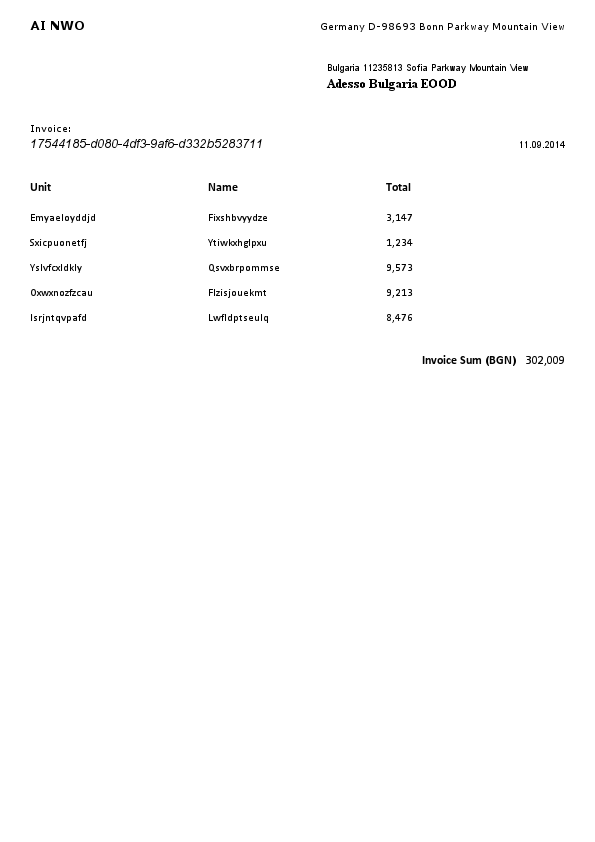 AI NWO
Germany D-98693 Bonn Parkway Mountain View
Bulgaria 11235813 Sofia Parkway Mountain View
Adesso Bulgaria EOOD
Invoice:
17544185-d080-4df3-9af6-d332b5283711
11.09.2014
Unit Name Total
Emyaeloyddjd Fixshbvyydze 3,147
Sxicpuonetfj Ytiwkxhglpxu 1,234
Yslvfcxldkly Qsvxbrpommse 9,573
Oxwxnozfzcau Flzisjouekmt 9,213
Isrjntqvpafd Lwfldptseulq 8,476
Invoice Sum (BGN) 302,009